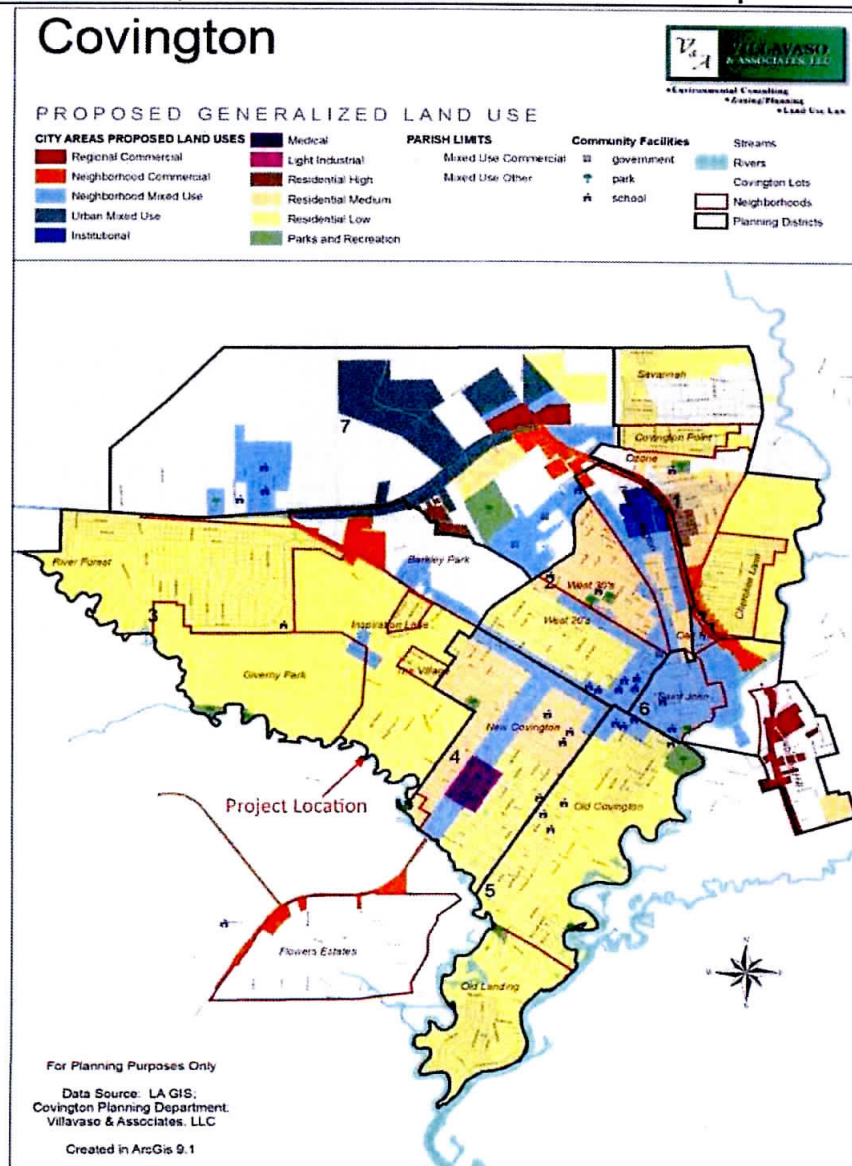 Covington
V&A VILLAVASO
& ASSOCIATES, LLC
•Environmental Consulting
•Zoning/Planning
•Land Use Law
PROPOSED GENERALIZED LAND USE
CITY AREAS PROPOSED LAND USES
Regional Commercial
Neighborhood Commercial
Neighborhood Mixed Use
Urban Mixed Use
Institutional
Medical
Light Industrial
Residential High
Residential Medium
Residential Low
Parks and Recreation
PARISH LIMITS
Mixed Use Commercial
Mixed Use Other
Community Facilities
government
park
school
Streams
Rivers
Covington Lots
Neighborhoods
Planning Districts
Savannah
7
Covington Point
Ozone
1
River Forest
Barkley Park
2
West 30's
Cherokee Lane
3
Inspiration Lake
West 20's
Giverny Park
The Village
6
Saint John
New Covington
4
Project Location
Old Covington
5
Flowers Estates
Old Landing
For Planning Purposes Only
Data Source: LA GIS;
Covington Planning Department;
Villavaso & Associates, LLC
Created in ArcGis 9.1